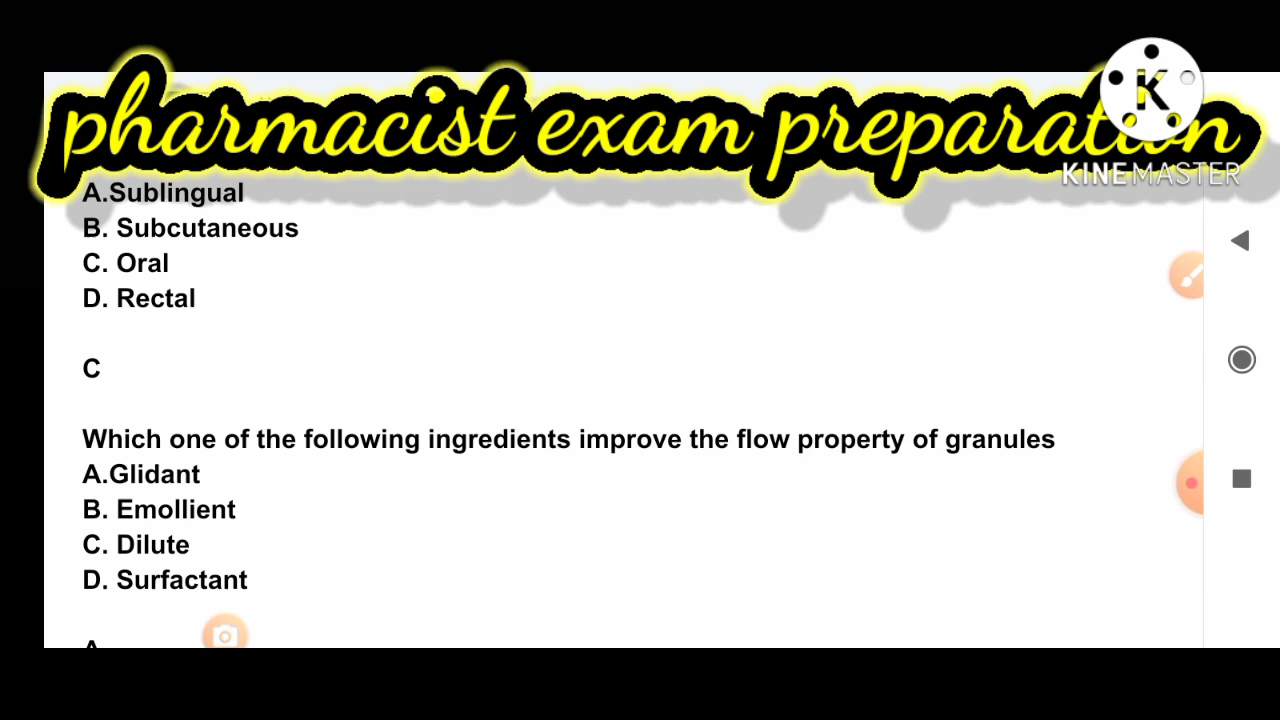 pharmacist exam preparation
K
KINEMASTER
A.Sublingual
B. Subcutaneous
C. Oral
D. Rectal
C
Which one of the following ingredients improve the flow property of granules
A.Glidant
B. Emollient
C. Dilute
D. Surfactant
A